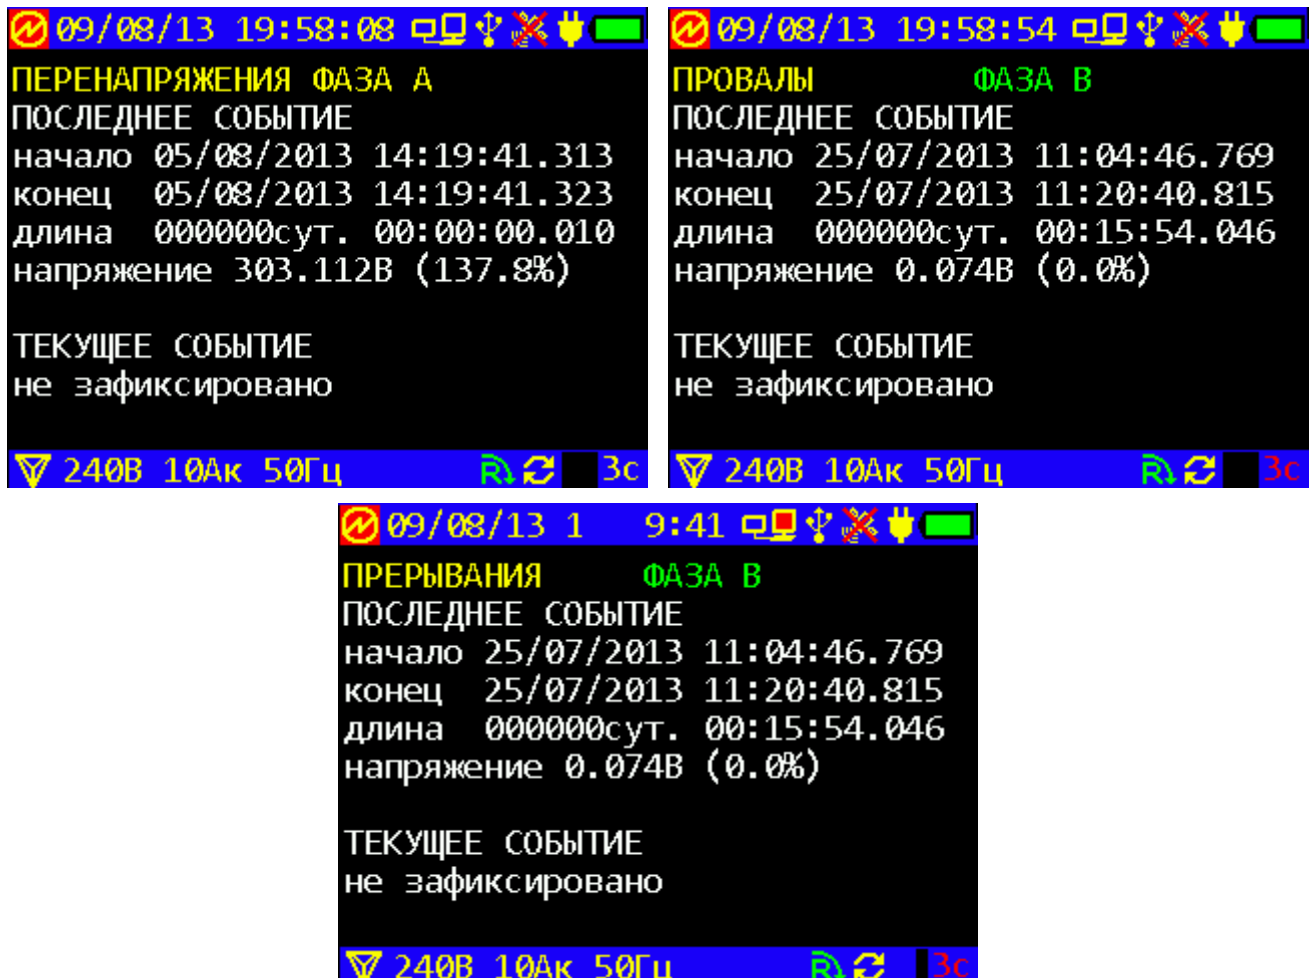 09/08/13 19:58:08
ПЕРЕНАПРЯЖЕНИЯ ФАЗА А
ПОСЛЕДНЕЕ СОБЫТИЕ
начало 05/08/2013 14:19:41.313
конец 05/08/2013 14:19:41.323
длина 000000сут. 00:00:00.010
напряжение 303.112В (137.8%)
ТЕКУЩЕЕ СОБЫТИЕ
не зафиксировано
240В 10Ак 50Гц R 3с
09/08/13 19:58:54
ПРОВАЛЫ ФАЗА В
ПОСЛЕДНЕЕ СОБЫТИЕ
начало 25/07/2013 11:04:46.769
конец 25/07/2013 11:20:40.815
длина 000000сут. 00:15:54.046
напряжение 0.074В (0.0%)
ТЕКУЩЕЕ СОБЫТИЕ
не зафиксировано
240В 10Ак 50Гц R 3с
09/08/13 1 9:41
ПРЕРЫВАНИЯ ФАЗА В
ПОСЛЕДНЕЕ СОБЫТИЕ
начало 25/07/2013 11:04:46.769
конец 25/07/2013 11:20:40.815
длина 000000сут. 00:15:54.046
напряжение 0.074В (0.0%)
ТЕКУЩЕЕ СОБЫТИЕ
не зафиксировано
240В 10Ак 50Гц R 3с